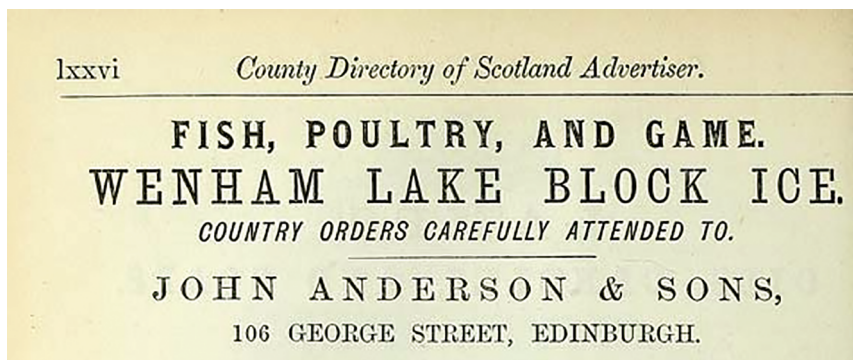 lxxvi County Directory of Scotland Advertiser.
FISH, POULTRY, AND GAME.
WENHAM LAKE BLOCK ICE.
COUNTRY ORDERS CAREFULLY ATTENDED TO.
JOHN ANDERSON & SONS,
106 GEORGE STREET, EDINBURGH.